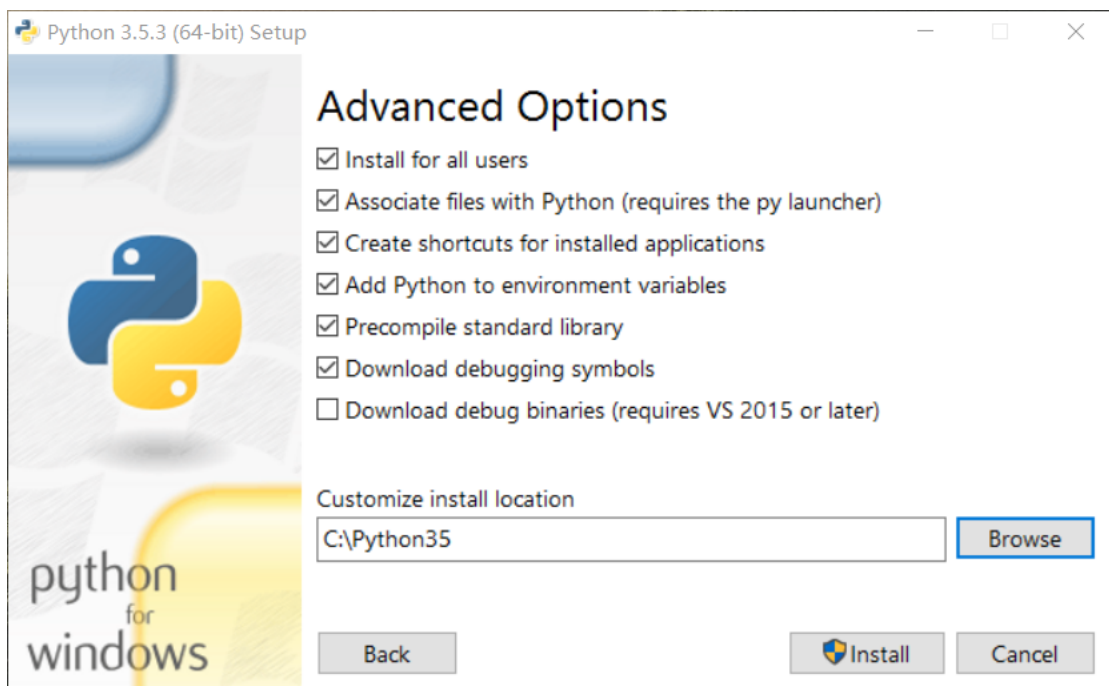 Python 3.5.3 (64-bit) Setup
Advanced Options
Install for all users
Associate files with Python (requires the py launcher)
Create shortcuts for installed applications
Add Python to environment variables
Precompile standard library
Download debugging symbols
Download debug binaries (requires VS 2015 or later)
Customize install location
C:\Python35
Browse
python
for
windows
Back
Install
Cancel